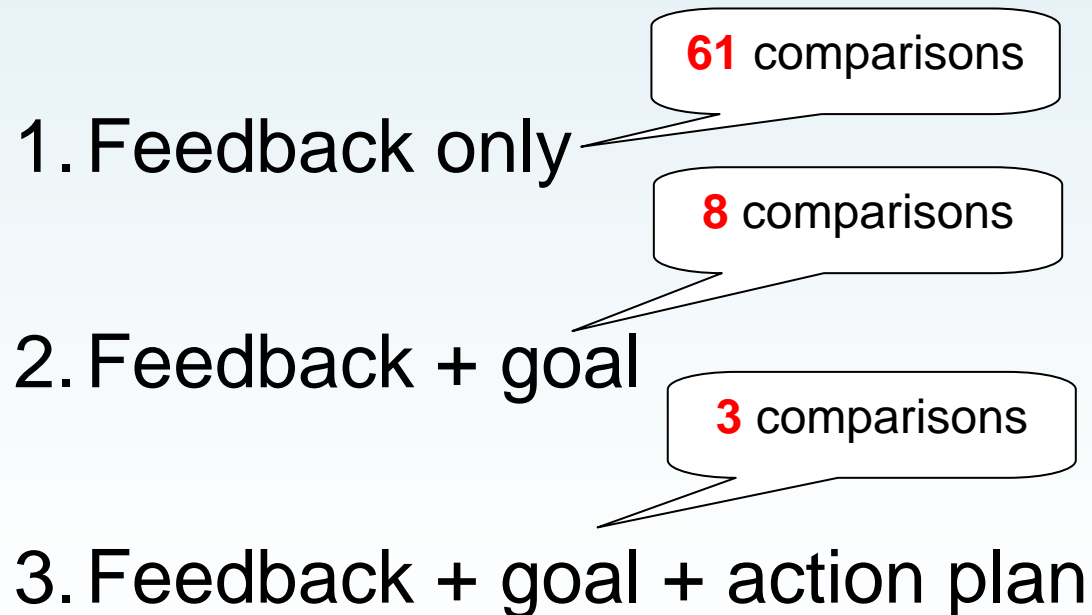 61 comparisons
1. Feedback only
8 comparisons
2. Feedback + goal
3 comparisons
3. Feedback + goal + action plan